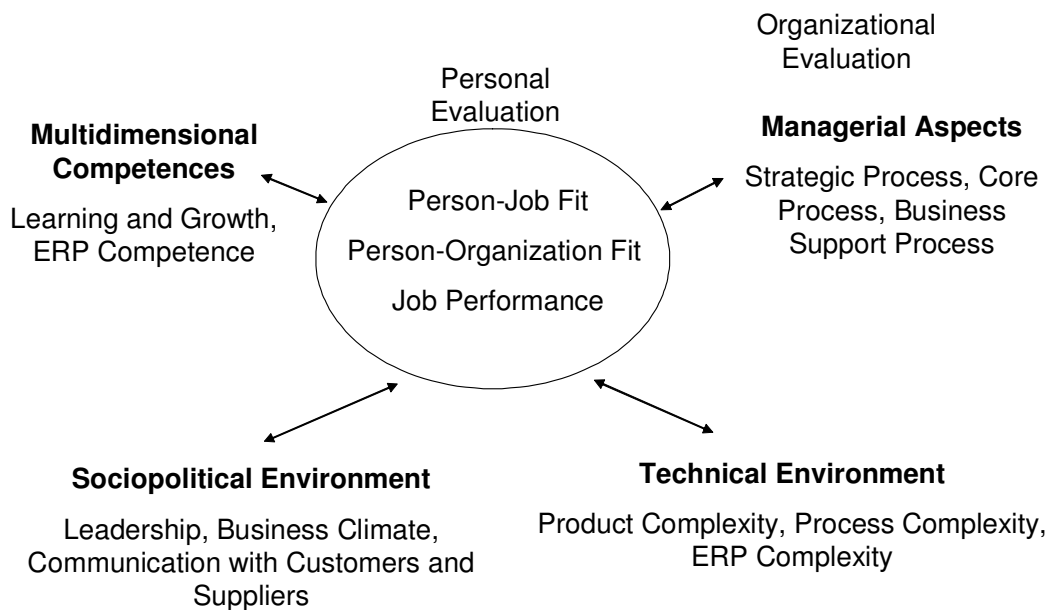 Organizational
Evaluation
Personal
Evaluation
Multidimensional
Competences
Learning and Growth,
ERP Competence
Person-Job Fit
Person-Organization Fit
Job Performance
Managerial Aspects
Strategic Process, Core
Process, Business
Support Process
Sociopolitical Environment
Leadership, Business Climate,
Communication with Customers and
Suppliers
Technical Environment
Product Complexity, Process Complexity,
ERP Complexity